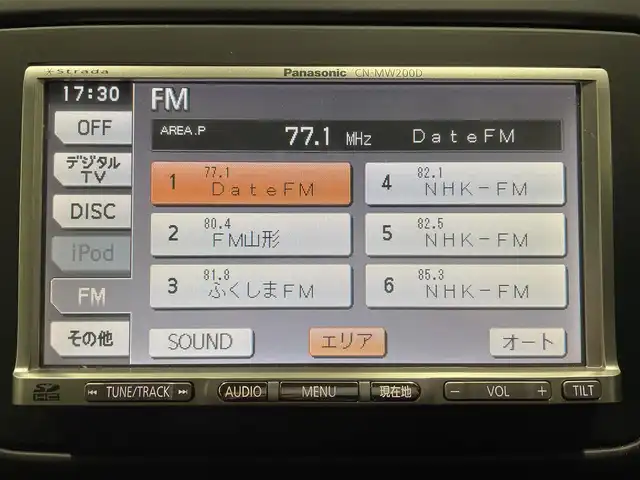 Strada
Panasonic CN-MW200D
17:30
FM
OFF
AREA.P 77.1 MHz DateFM
デジタル
TV
DISC
iPod
FM
その他
1 77.1 DateFM
4 82.1 NHK-FM
2 80.4 FM山形
5 82.5 NHK-FM
3 81.8 ふくしまFM
6 85.3 NHK-FM
SOUND エリア オート
SD HC TUNE/TRACK AUDIO MENU 現在地 − VOL + TILT